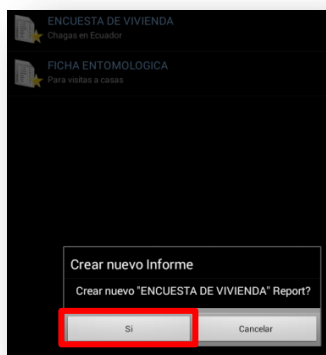 ENCUESTA DE VIVIENDA
Chagas en Ecuador
FICHA ENTOMOLOGICA
Para visitas a casas
Crear nuevo Informe
Crear nuevo "ENCUESTA DE VIVIENDA" Report?
Si
Cancelar